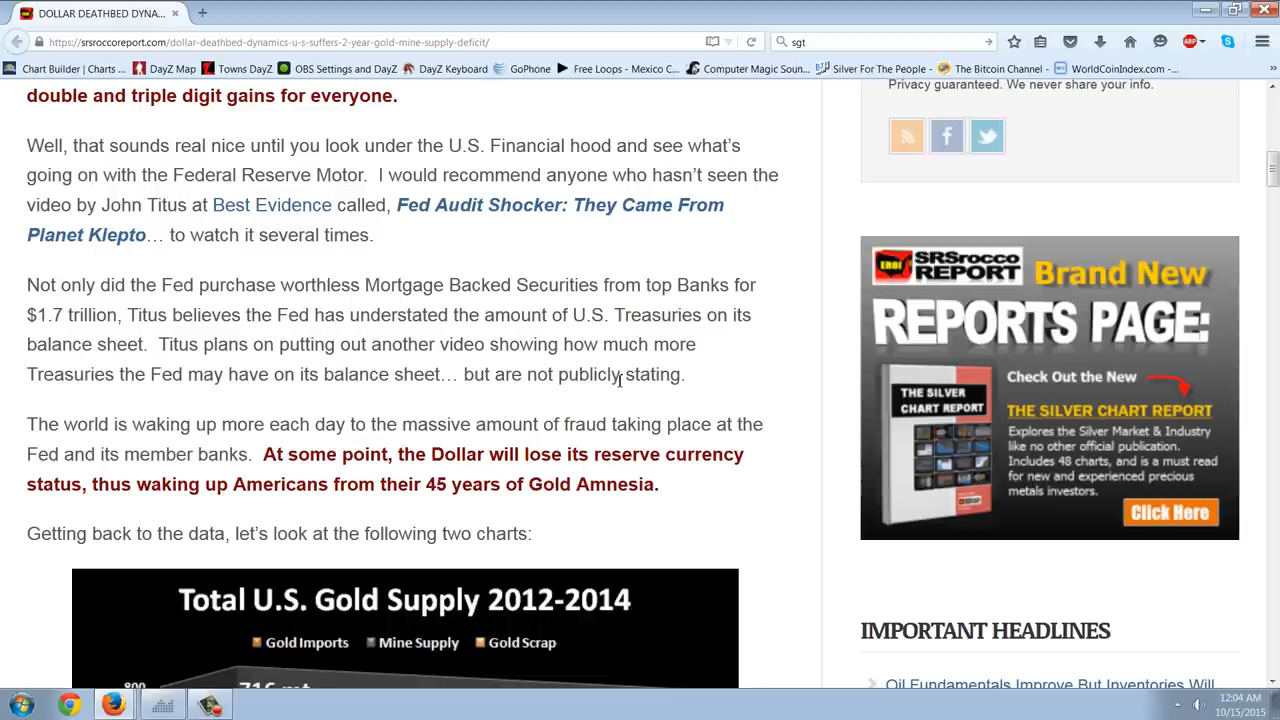 DOLLAR DEATHBED DYNA...
https://srsroccoreport.com/dollar-deathbed-dynamics-u-s-suffers-2-year-gold-mine-supply-deficit/
sgt
Chart Builder | Charts ...
DayZ Map
Towns DayZ
OBS Settings and DayZ
DayZ Keyboard
GoPhone
Free Loops - Mexico C...
Computer Magic Soun...
Silver For The People -
The Bitcoin Channel -
WorldCoinIndex.com -...
double and triple digit gains for everyone.
Well, that sounds real nice until you look under the U.S. Financial hood and see what's
going on with the Federal Reserve Motor.  I would recommend anyone who hasn't seen the
video by John Titus at Best Evidence called, Fed Audit Shocker: They Came From
Planet Klepto… to watch it several times.
Not only did the Fed purchase worthless Mortgage Backed Securities from top Banks for
$1.7 trillion, Titus believes the Fed has understated the amount of U.S. Treasuries on its
balance sheet.  Titus plans on putting out another video showing how much more
Treasuries the Fed may have on its balance sheet… but are not publicly stating.
The world is waking up more each day to the massive amount of fraud taking place at the
Fed and its member banks.  At some point, the Dollar will lose its reserve currency
status, thus waking up Americans from their 45 years of Gold Amnesia.
Getting back to the data, let's look at the following two charts:
Total U.S. Gold Supply 2012-2014
Gold Imports
Mine Supply
Gold Scrap
800
716 mt
Privacy guaranteed. We never share your info.
EROI
SRSrocco
REPORT
Brand New
REPORTS PAGE:
Check Out the New
THE SILVER CHART REPORT
Explores the Silver Market & Industry
like no other official publication.
Includes 48 charts, and is a must read
for new and experienced precious
metals investors.
THE SILVER
CHART REPORT
Click Here
IMPORTANT HEADLINES
Oil Fundamentals Improve But Inventories Will
12:04 AM
10/15/2015